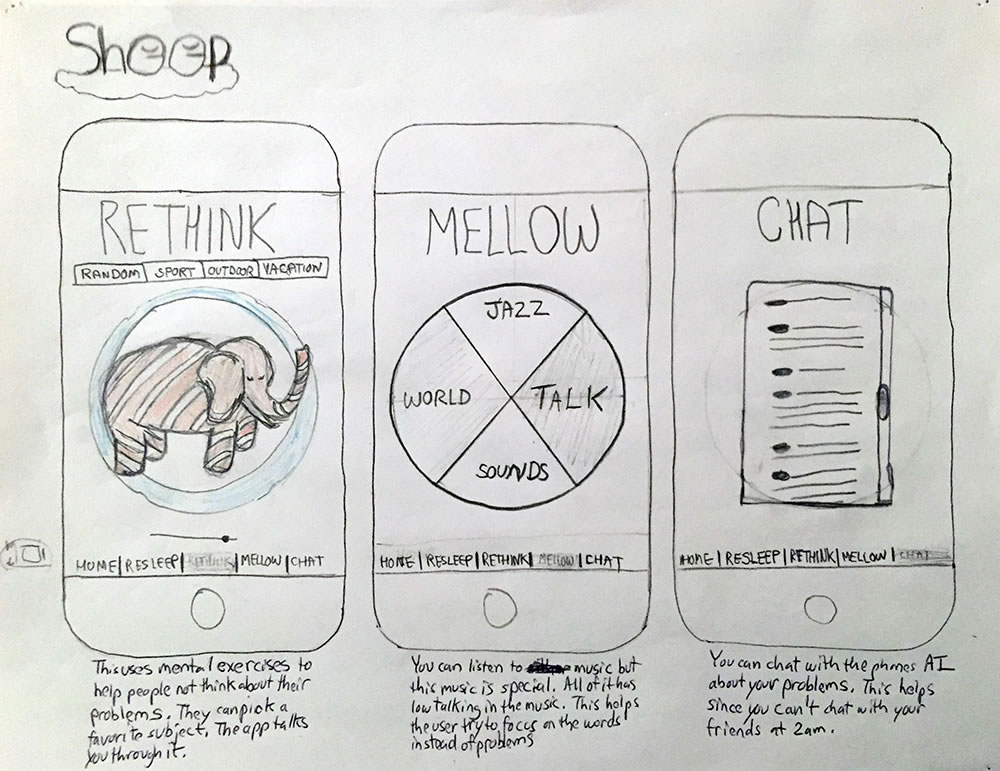 Shoop
RETHINK
RANDOM SPORT OUTDOOR VACATION
HOME | RESLEEP | RETHINK | MELLOW | CHAT
This uses mental exercises to
help people not think about their
problems. They can pick a
favorite subject. The app talks
you through it.
MELLOW
JAZZ
WORLD
TALK
SOUNDS
HOME | RESLEEP | RETHINK | MELLOW | CHAT
You can listen to music but
this music is special. All of it has
low talking in the music. This helps
the user try to focus on the words
instead of problems
CHAT
HOME | RESLEEP | RETHINK | MELLOW | CHAT
You can chat with the phones AI
about your problems. This helps
since you can't chat with your
friends at 2am.